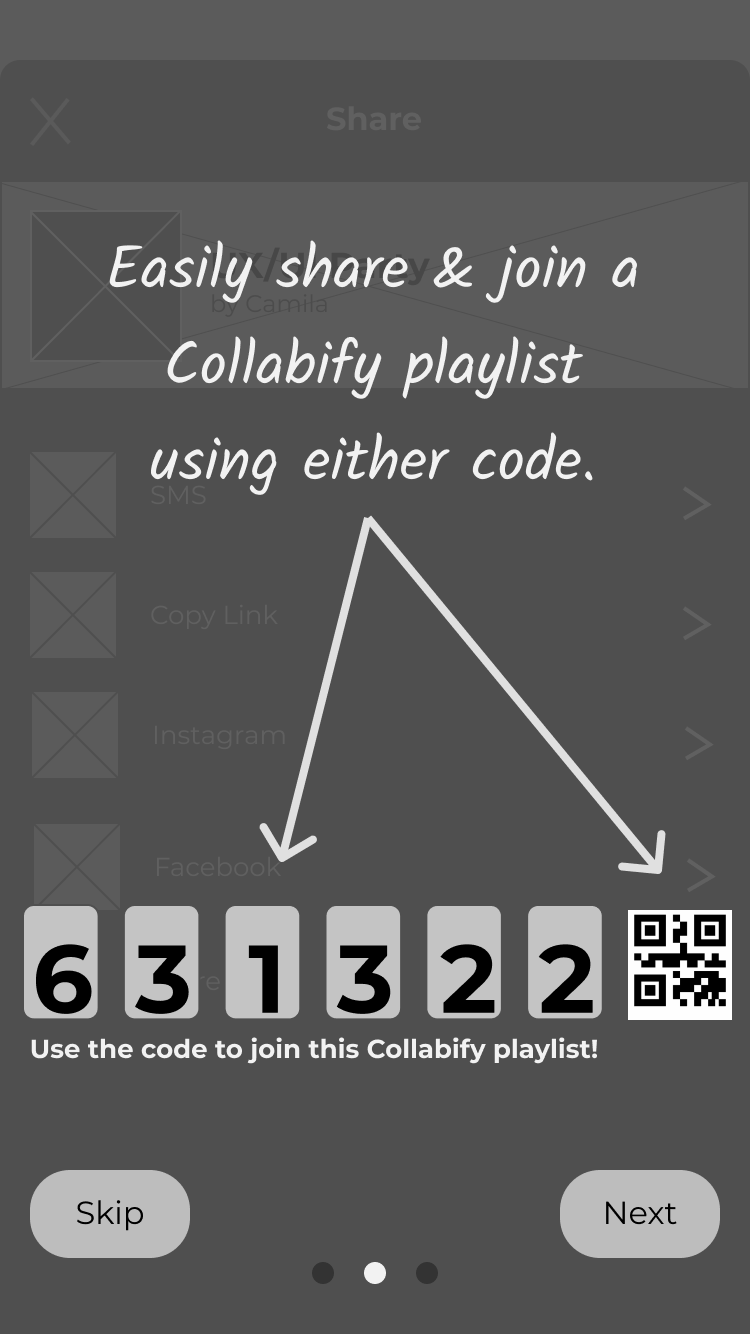 Share
Easily share & join a
by Camila
Collabify playlist
using either code.
SMS
Copy Link
Instagram
Facebook
6 3 1 3 2 2
Use the code to join this Collabify playlist!
Skip
Next